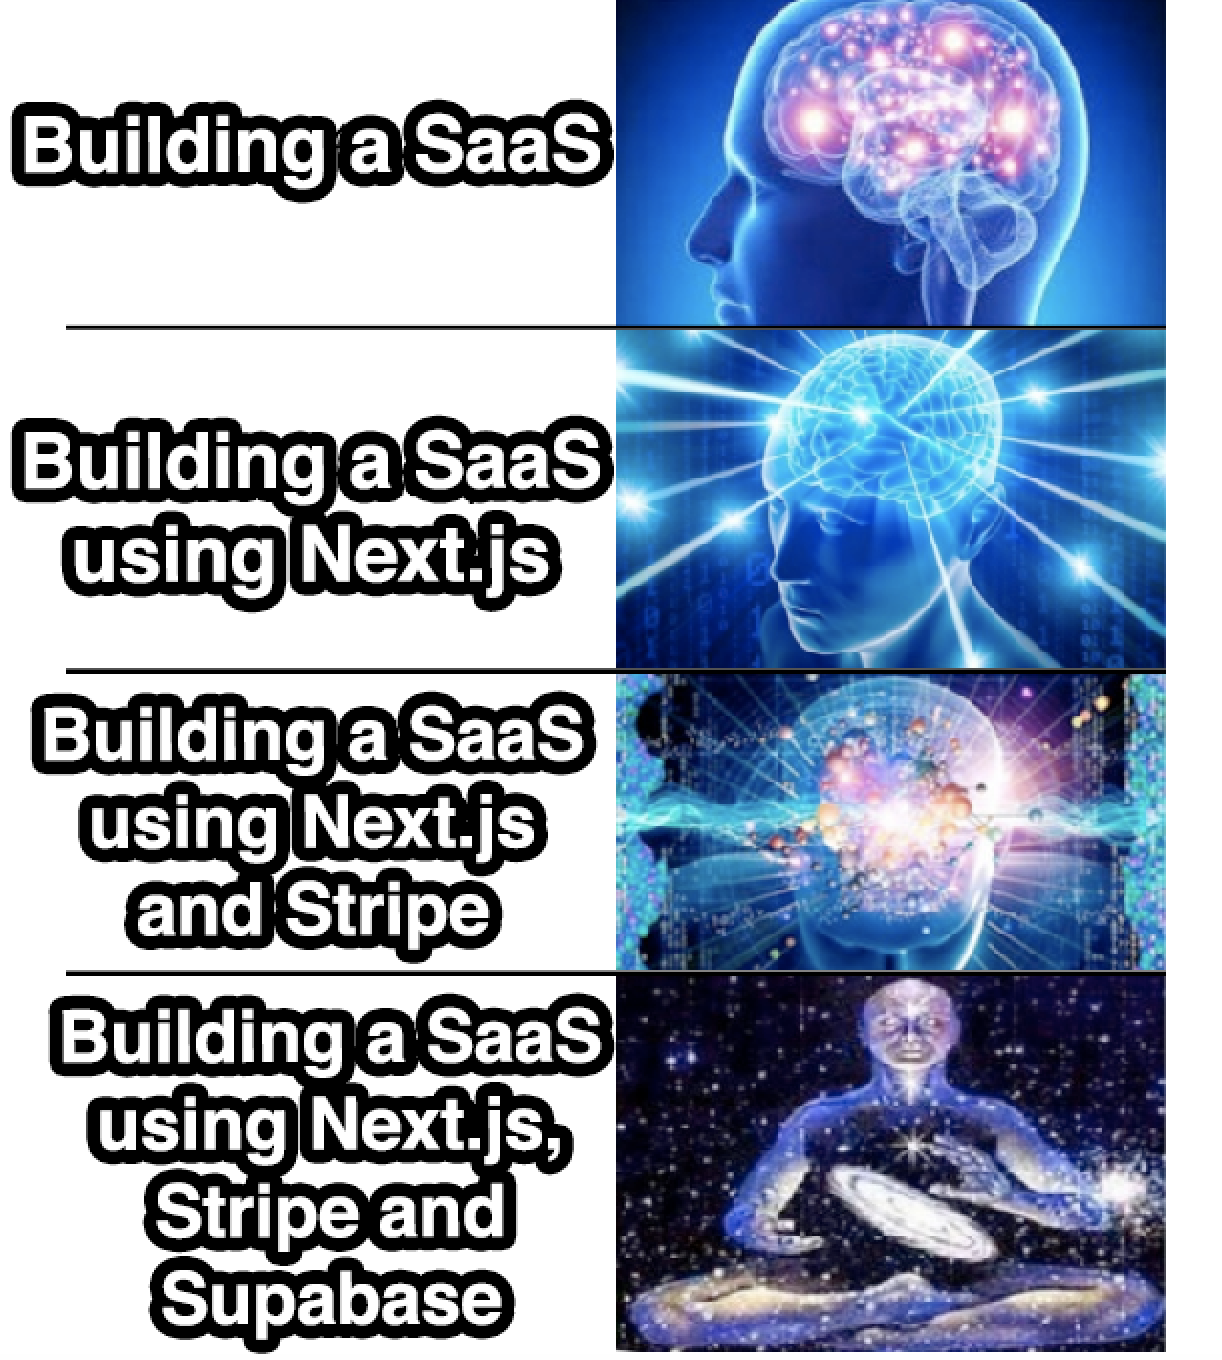 Building a SaaS
Building a SaaS
using Next.js
Building a SaaS
using Next.js
and Stripe
Building a SaaS
using Next.js,
Stripe and
Supabase